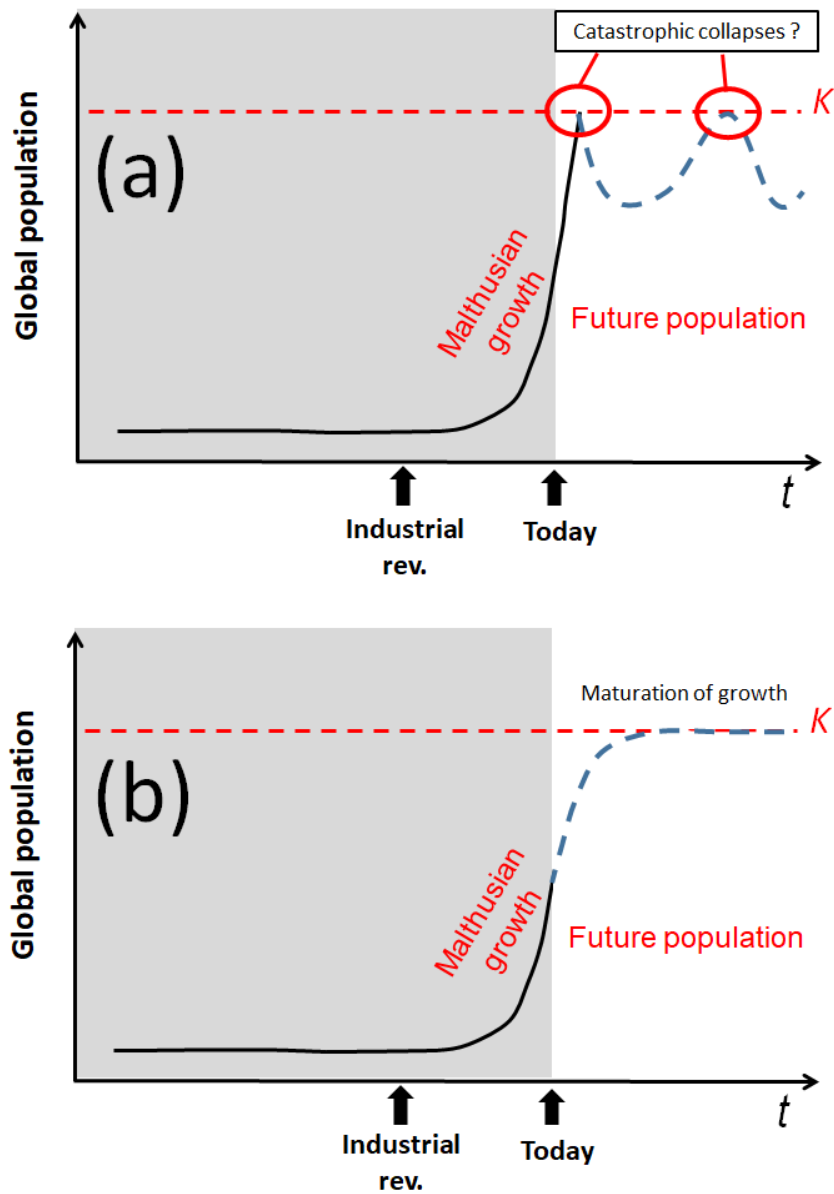 Catastrophic collapses ?
K
(a)
Global population
Malthusian
growth
Future population
t
Industrial
rev.
Today
Maturation of growth
K
(b)
Global population
Malthusian
growth
Future population
t
Industrial
rev.
Today